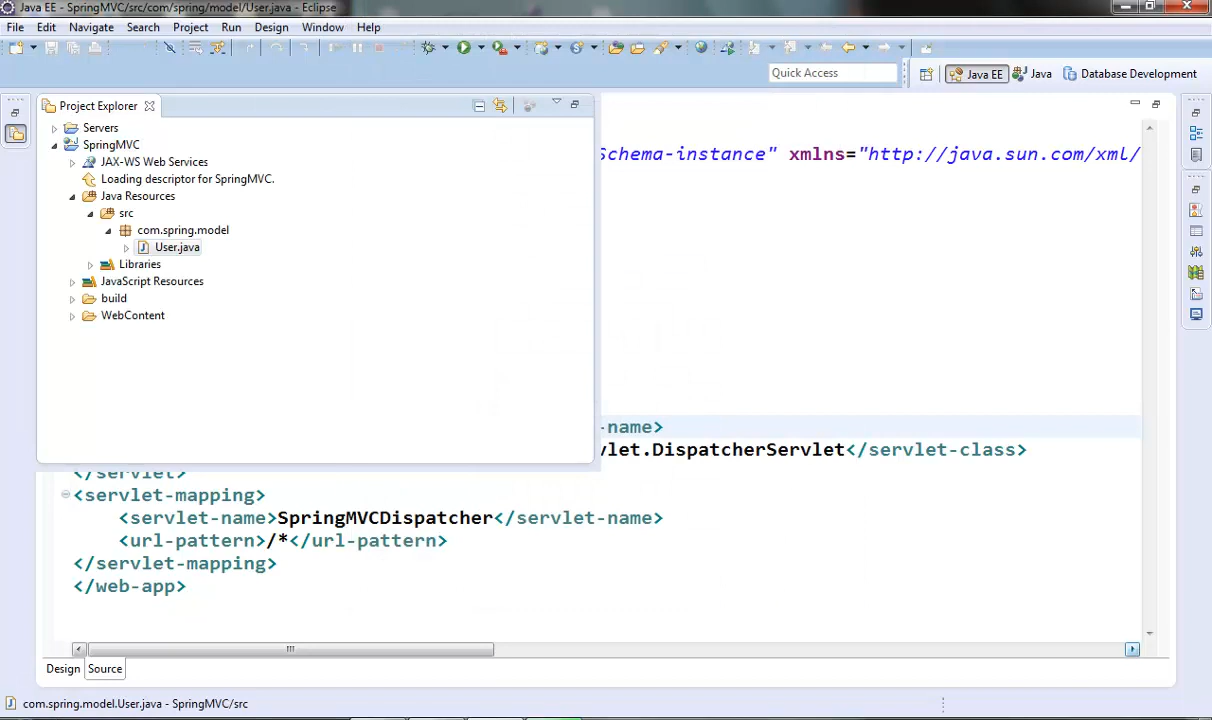 Java EE - SpringMVC/src/com/spring/model/User.java - Eclipse
File Edit Navigate Search Project Run Design Window Help
Quick Access
Java EE
Java
Database Development
Project Explorer
Servers
SpringMVC
JAX-WS Web Services
Loading descriptor for SpringMVC.
Java Resources
src
com.spring.model
User.java
Libraries
JavaScript Resources
build
WebContent
Schema-instance" xmlns="http://java.sun.com/xml/
-name>
vlet.DispatcherServlet</servlet-class>
</servlet>
<servlet-mapping>
<servlet-name>SpringMVCDispatcher</servlet-name>
<url-pattern>/*</url-pattern>
</servlet-mapping>
</web-app>
Design Source
com.spring.model.User.java - SpringMVC/src